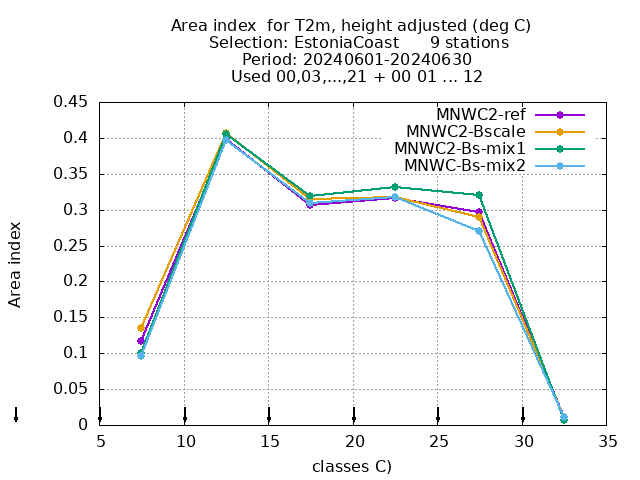 Area index  for T2m, height adjusted (deg C)
Selection: EstoniaCoast      9 stations
Period: 20240601-20240630
Used 00,03,...,21 + 00 01 ... 12
MNWC2-ref
MNWC2-Bscale
MNWC2-Bs-mix1
MNWC-Bs-mix2
0.45
0.4
0.35
0.3
0.25
0.2
0.15
0.1
0.05
0
Area index
5
10
15
20
25
30
35
classes C)